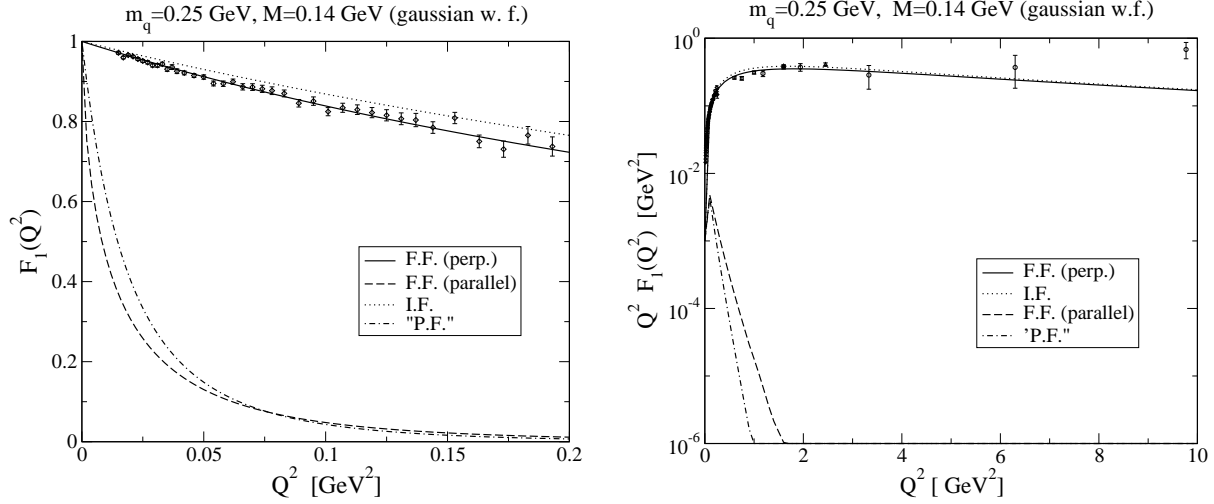 m_q=0.25 GeV, M=0.14 GeV (gaussian w. f.)
1
0.8
0.6
0.4
0.2
0
F_1(Q^2)
F.F. (perp.)
F.F. (parallel)
I.F.
"P.F."
0 0.05 0.1 0.15 0.2
Q^2 [GeV^2]
m_q=0.25 GeV, M=0.14 GeV (gaussian w.f.)
10^0
10^-2
10^-4
10^-6
Q^2 F_1(Q^2) [GeV^2]
F.F. (perp.)
I.F.
F.F. (parallel)
'P.F."
0 2 4 6 8 10
Q^2 [ GeV^2]